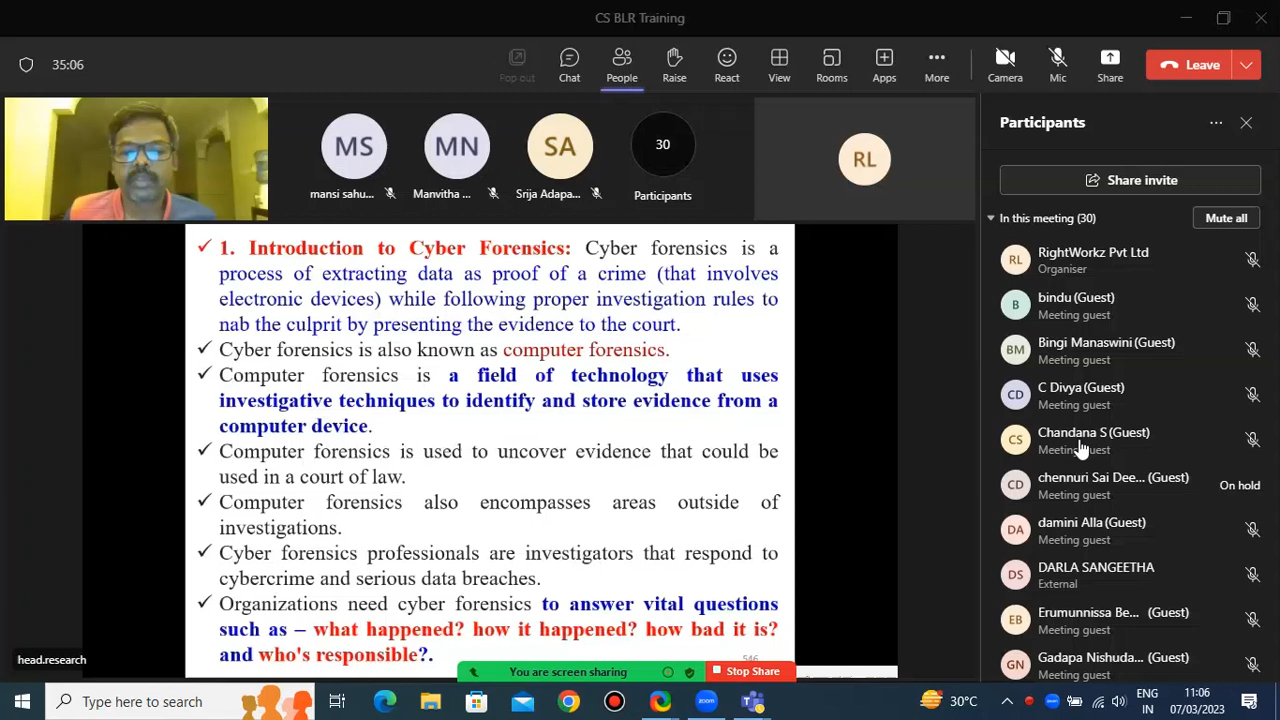 CS BLR Training
35:06
Pop out
Chat
People
Raise
React
View
Rooms
Apps
More
Camera
Mic
Share
Leave
MS
MN
SA
30
RL
mansi sahu...
Manvitha ...
Srija Adapa...
Participants
Participants
Share invite
In this meeting (30)
Mute all
RL
RightWorkz Pvt Ltd
Organiser
B
bindu (Guest)
Meeting guest
BM
Bingi Manaswini (Guest)
Meeting guest
CD
C Divya (Guest)
Meeting guest
CS
Chandana S (Guest)
Meeting guest
CD
chennuri Sai Dee... (Guest)
Meeting guest
On hold
DA
damini Alla (Guest)
Meeting guest
DS
DARLA SANGEETHA
External
EB
Erumunnissa Be... (Guest)
Meeting guest
GN
Gadapa Nishuda... (Guest)
Meeting guest
✓ 1. Introduction to Cyber Forensics: Cyber forensics is a
process of extracting data as proof of a crime (that involves
electronic devices) while following proper investigation rules to
nab the culprit by presenting the evidence to the court.
✓ Cyber forensics is also known as computer forensics.
✓ Computer forensics is a field of technology that uses
investigative techniques to identify and store evidence from a
computer device.
✓ Computer forensics is used to uncover evidence that could be
used in a court of law.
✓ Computer forensics also encompasses areas outside of
investigations.
✓ Cyber forensics professionals are investigators that respond to
cybercrime and serious data breaches.
✓ Organizations need cyber forensics to answer vital questions
such as – what happened? how it happened? how bad it is?
and who's responsible?.
546
head.research
You are screen sharing
Stop Share
Type here to search
zoom
30°C
ENG
IN
11:06
07/03/2023